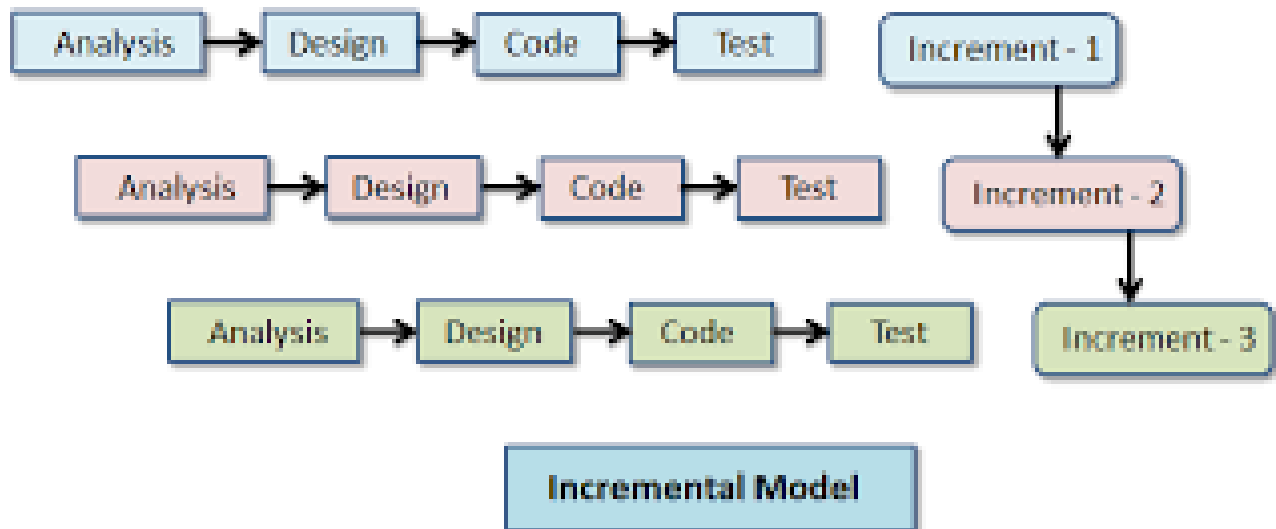 Analysis Design Code Test Increment - 1
Analysis Design Code Test Increment - 2
Analysis Design Code Test Increment - 3
Incremental Model